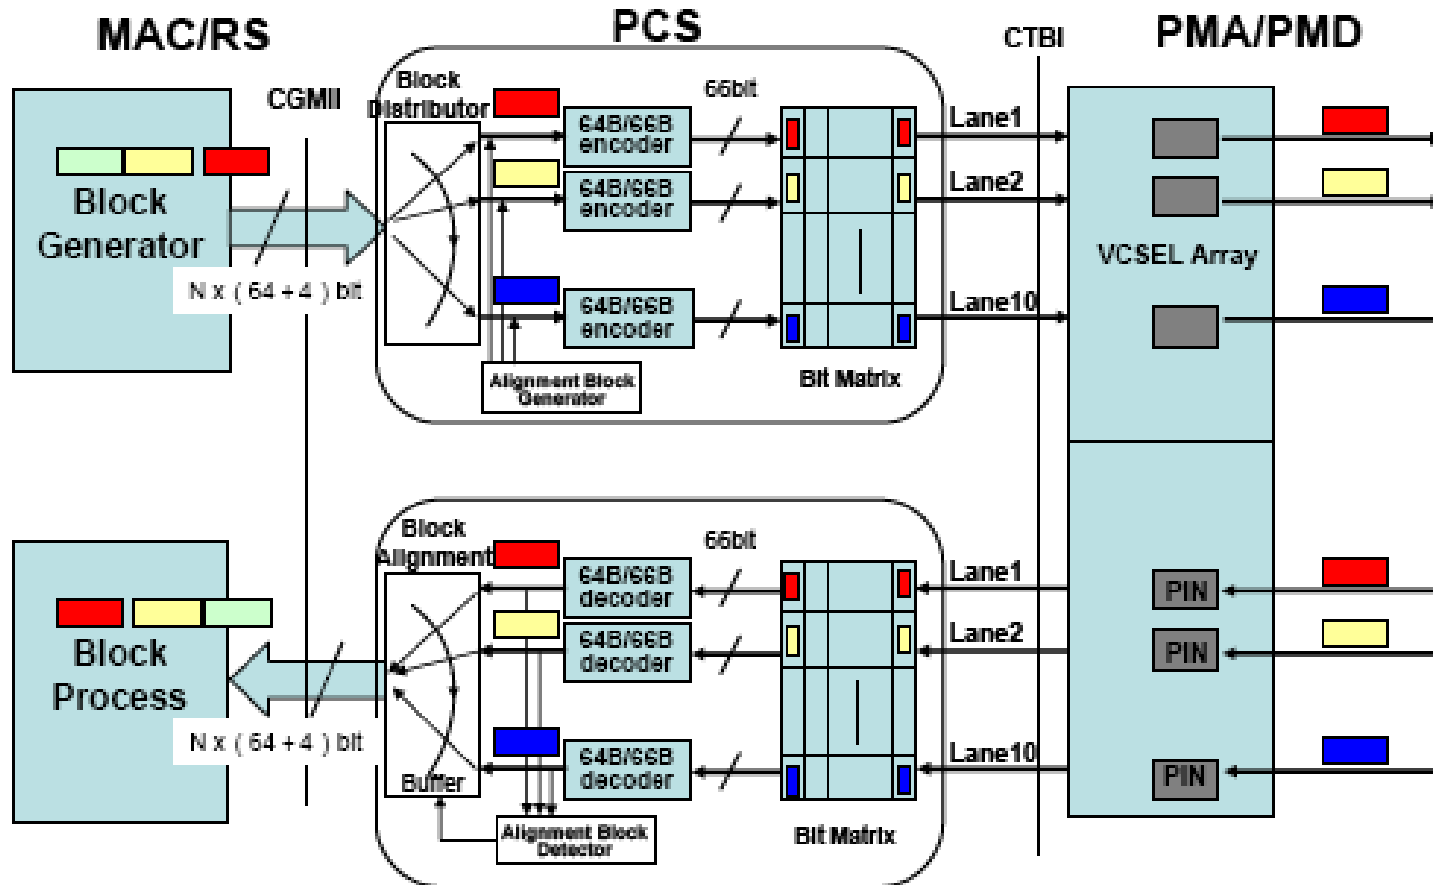 MAC/RS
PCS
CTBI
PMA/PMD
CGMII
Block
Generator
N x ( 64 + 4 ) bit
Block
Distributor
64B/66B
encoder
64B/66B
encoder
64B/66B
encoder
66bit
Alignment Block
Generator
Bit Matrix
Lane1
Lane2
Lane10
VCSEL Array
Block
Process
N x ( 64 + 4 ) bit
Block
Alignment
Buffer
64B/66B
decoder
64B/66B
decoder
64B/66B
decoder
66bit
Alignment Block
Detector
Bit Matrix
Lane1
Lane2
Lane10
PIN
PIN
PIN